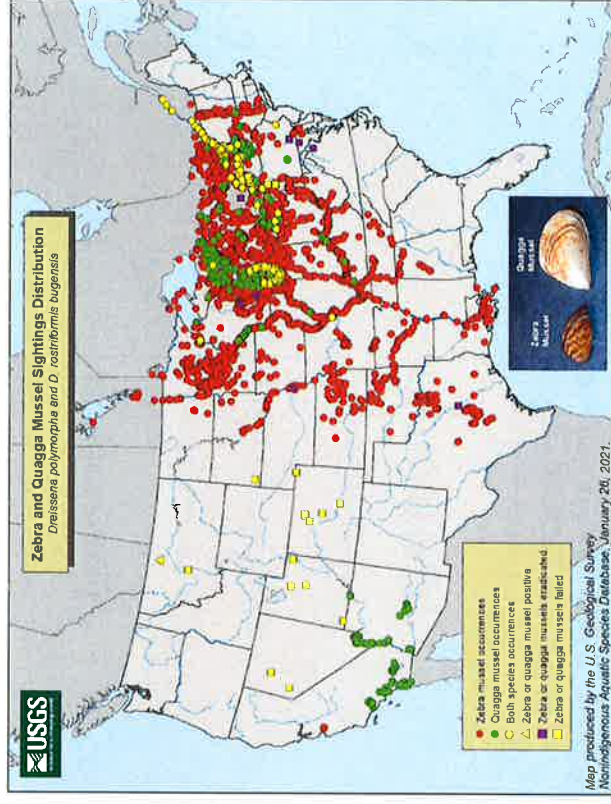 USGS
Zebra and Quagga Mussel Sightings Distribution
Dreissena polymorpha and D. rostriformis bugensis
Zebra mussel occurrences
Quagga mussel occurrences
Both species occurrences
Zebra or quagga mussel positive
Zebra or quagga mussels eradicated
Zebra or quagga mussels failed
Zebra
Mussel
Quagga
Mussel
Map produced by the U.S. Geological Survey
Nonindigenous Aquatic Species Database, January 26, 2021.